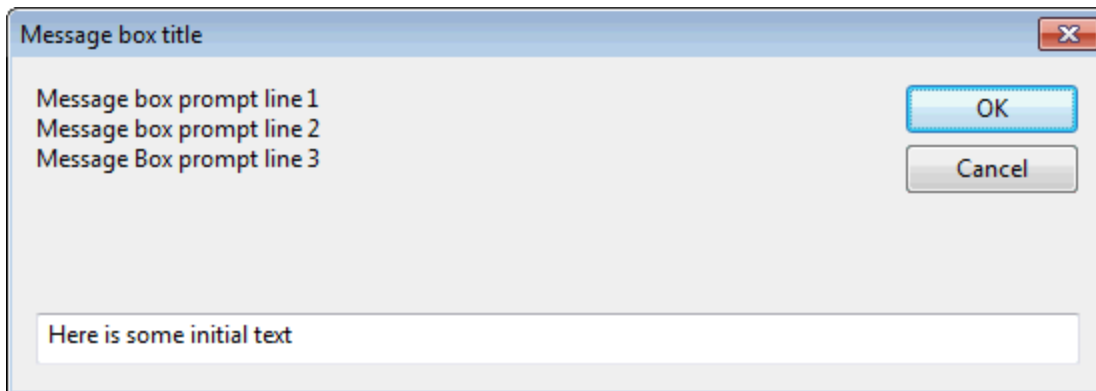 Message box title
Message box prompt line 1
Message box prompt line 2
Message Box prompt line 3
OK
Cancel
Here is some initial text